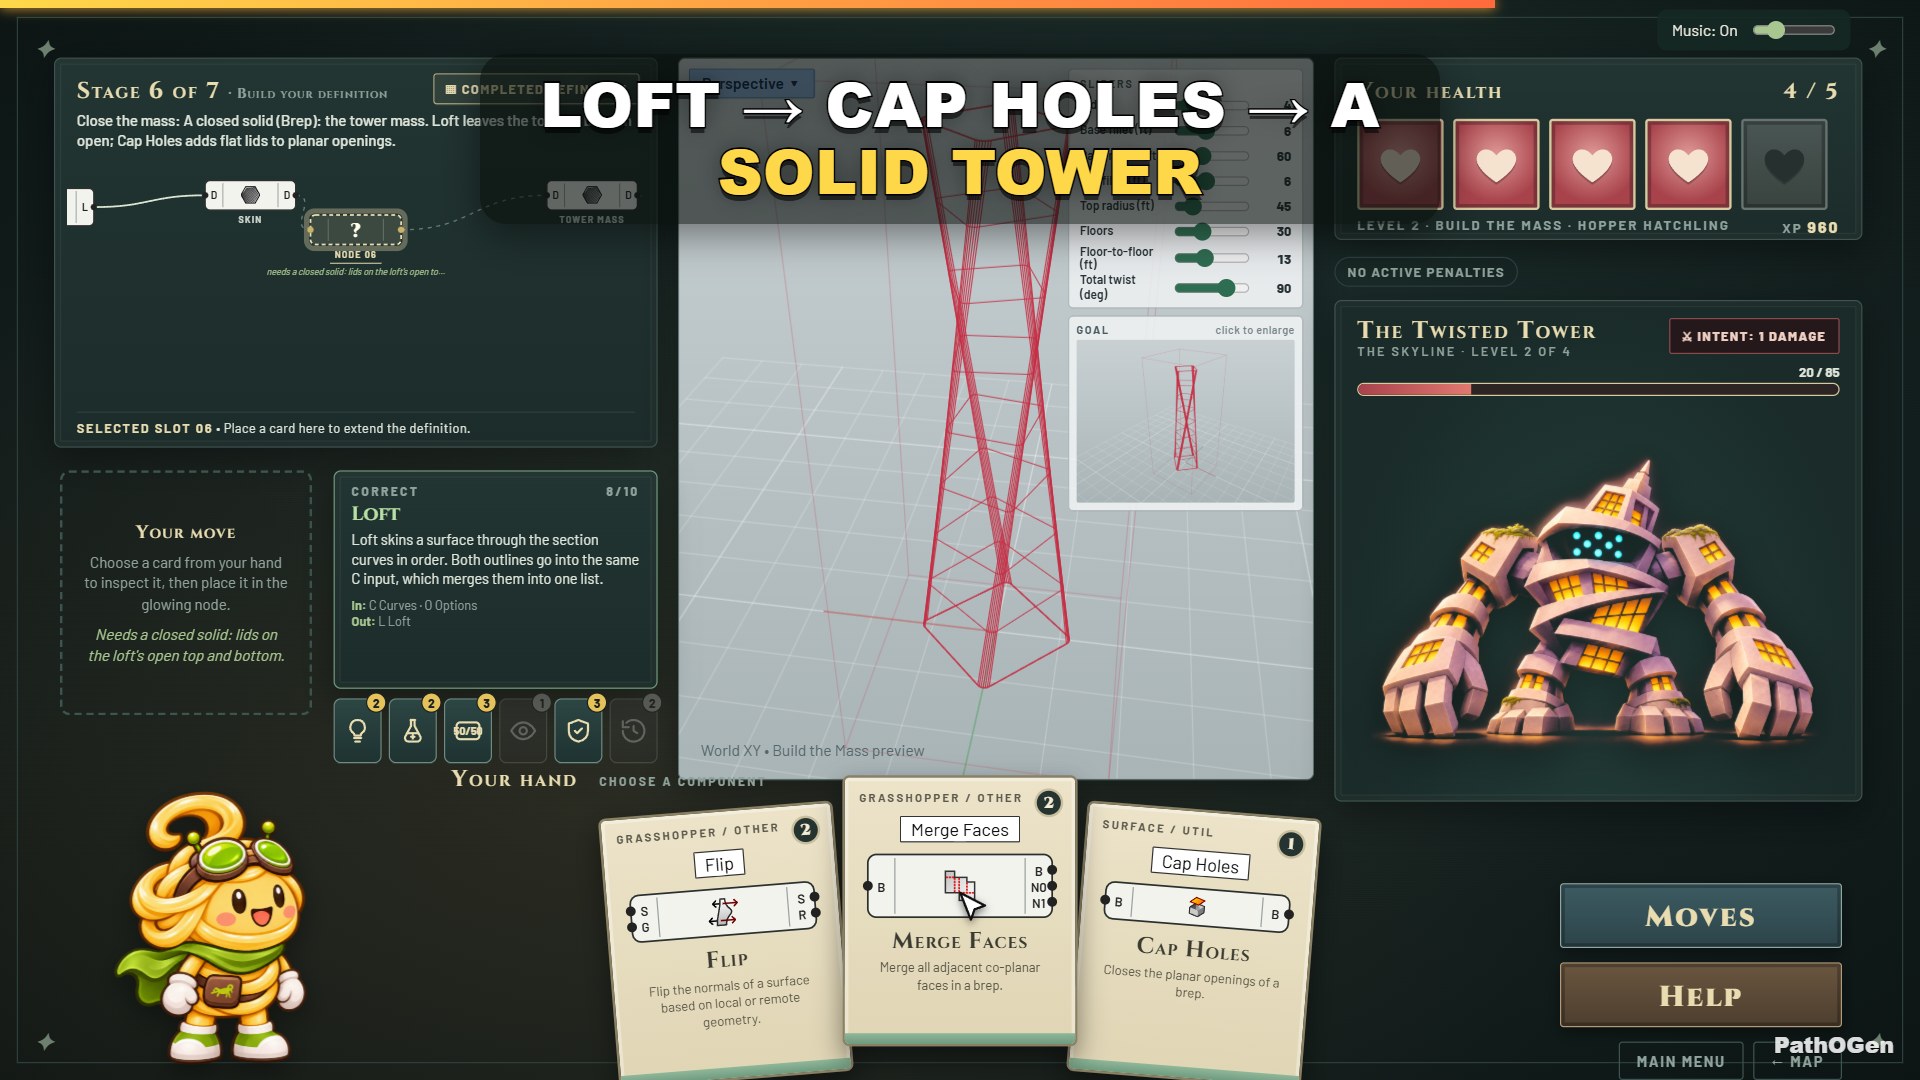 Music: On
LOFT → CAP HOLES → A
SOLID TOWER
STAGE 6 OF 7 · BUILD YOUR DEFINITION
Close the mass: A closed solid (Brep): the tower mass. Loft leaves the to
open; Cap Holes adds flat lids to planar openings.
L
D D
SKIN
?
NODE 06
needs a closed solid: lids on the loft's open to...
D D
TOWER MASS
SELECTED SLOT 06 • Place a card here to extend the definition.
YOUR MOVE
Choose a card from your hand
to inspect it, then place it in the
glowing node.
Needs a closed solid: lids on
the loft's open top and bottom.
CORRECT 8/10
LOFT
Loft skins a surface through the section
curves in order. Both outlines go into the same
C input, which merges them into one list.
In: C Curves · O Options
Out: L Loft
2 2 3 1 3 2
50/50
Perspective ▾
SLIDERS
6
60
6
Top radius (ft) 45
Floors 30
Floor-to-floor
(ft) 13
Total twist
(deg) 90
GOAL click to enlarge
World XY • Build the Mass preview
YOUR HEALTH 4 / 5
LEVEL 2 · BUILD THE MASS · HOPPER HATCHLING XP 960
NO ACTIVE PENALTIES
THE TWISTED TOWER
THE SKYLINE · LEVEL 2 OF 4
INTENT: 1 DAMAGE
20 / 85
YOUR HAND CHOOSE A COMPONENT
GRASSHOPPER / OTHER 2
Flip
S G S R
FLIP
Flip the normals of a surface
based on local or remote
geometry.
GRASSHOPPER / OTHER 2
Merge Faces
B B N0 N1
MERGE FACES
Merge all adjacent co-planar
faces in a brep.
SURFACE / UTIL 1
Cap Holes
B B
CAP HOLES
Closes the planar openings of a
brep.
MOVES
HELP
MAIN MENU
← MAP
PathOGen